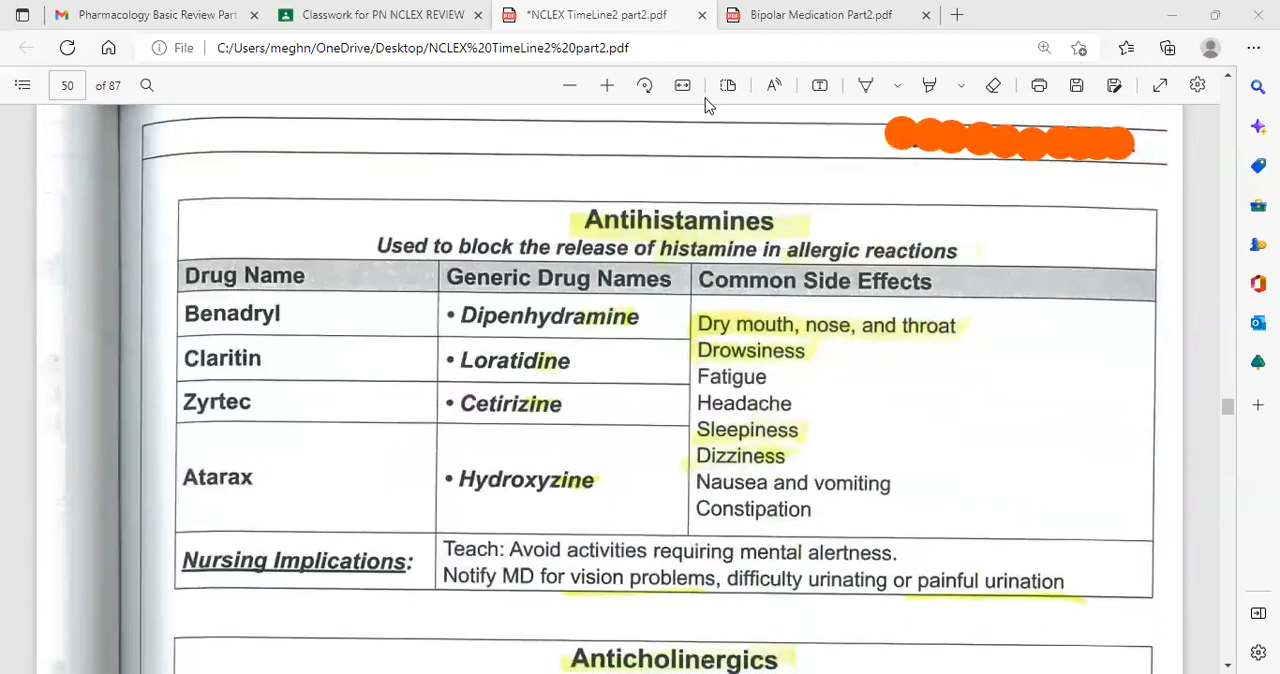 Pharmacology Basic Review Part
Classwork for PN NCLEX REVIEW
*NCLEX TimeLine2 part2.pdf
Bipolar Medication Part2.pdf
File
C:/Users/meghn/OneDrive/Desktop/NCLEX%20TimeLine2%20part2.pdf
50 of 87
Antihistamines
Used to block the release of histamine in allergic reactions
Drug Name Generic Drug Names Common Side Effects
Benadryl • Dipenhydramine
Claritin • Loratidine
Zyrtec • Cetirizine
Atarax • Hydroxyzine
Dry mouth, nose, and throat
Drowsiness
Fatigue
Headache
Sleepiness
Dizziness
Nausea and vomiting
Constipation
Nursing Implications:
Teach: Avoid activities requiring mental alertness.
Notify MD for vision problems, difficulty urinating or painful urination
Anticholinergics